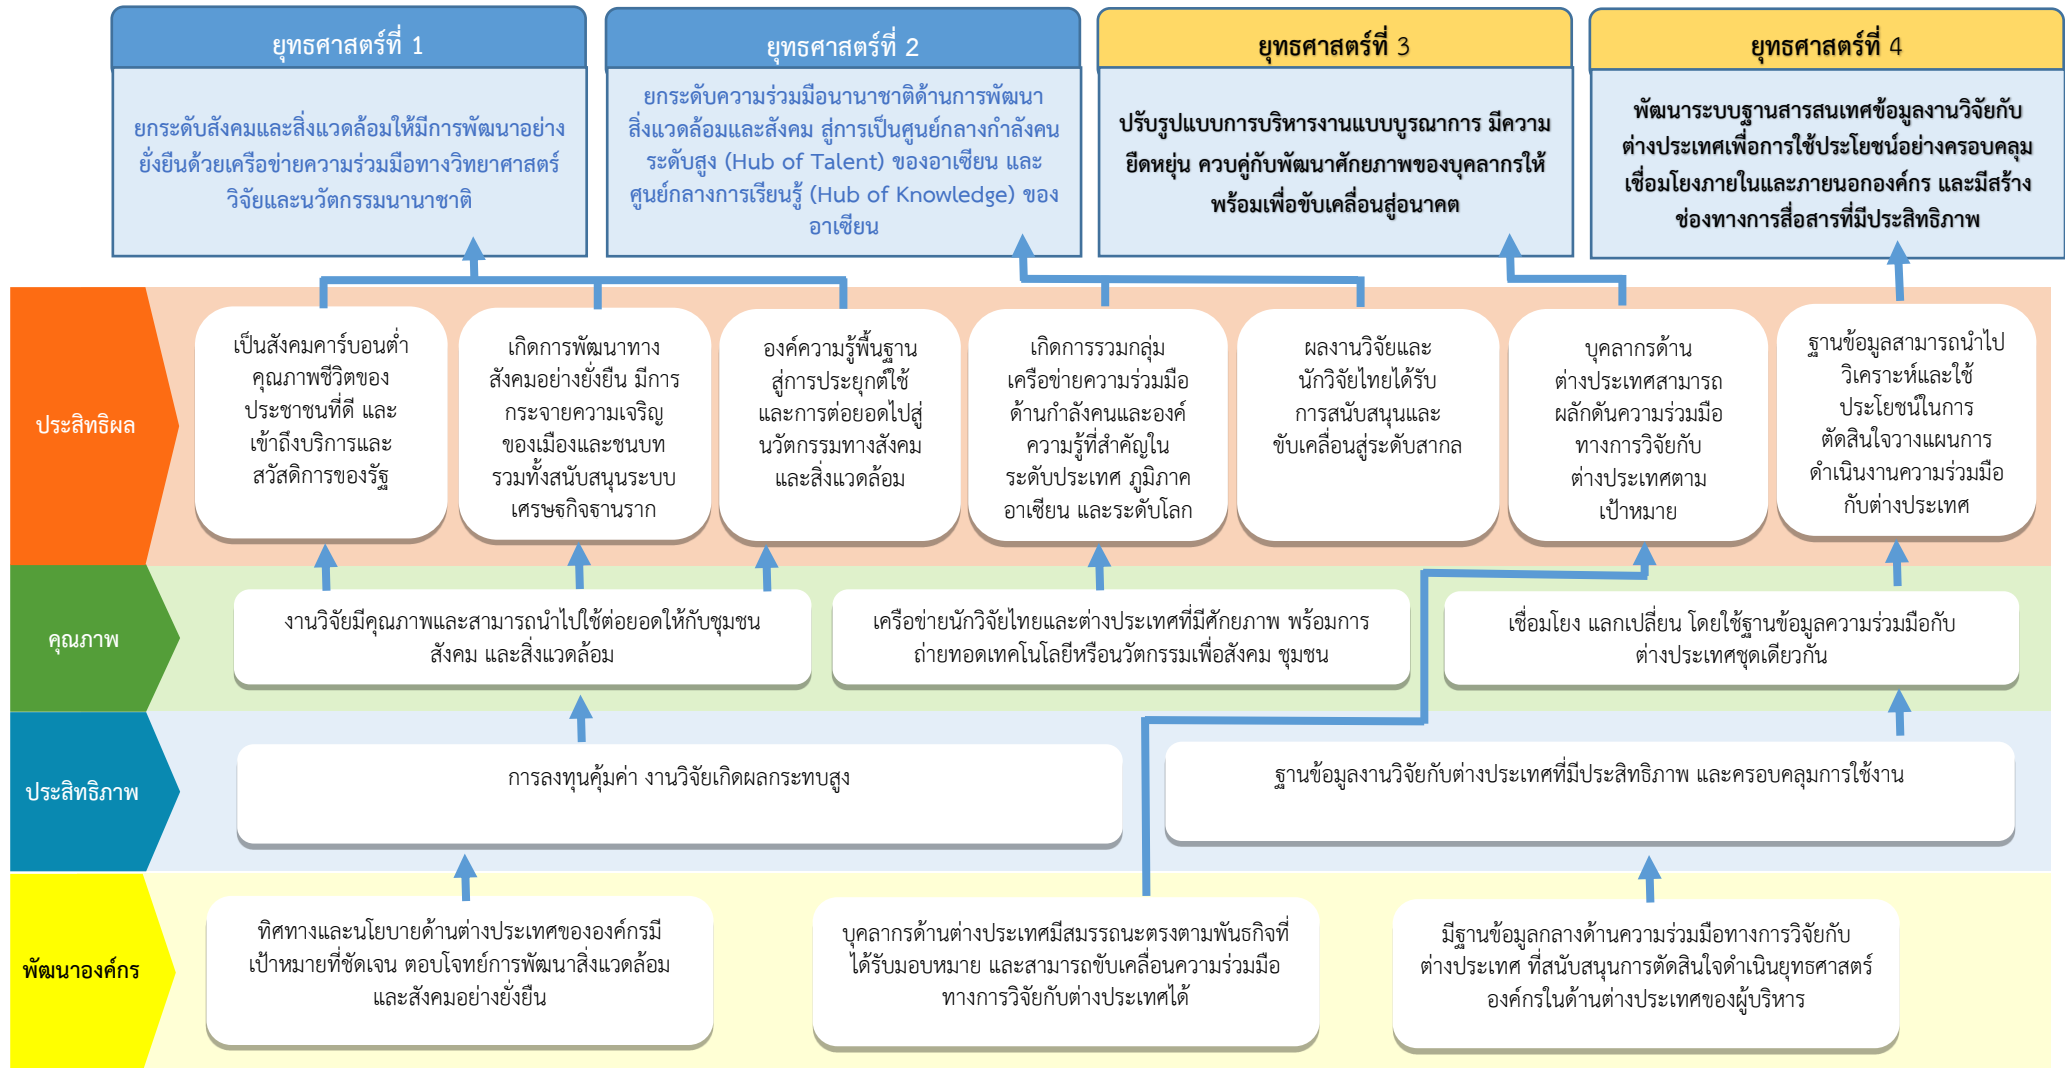 ยุทธศาสตร์ที่ 1
ยกระดับสังคมและสิ่งแวดล้อมให้มีการพัฒนาอย่าง
ยั่งยืนด้วยเครือข่ายความร่วมมือทางวิทยาศาสตร์
วิจัยและนวัตกรรมนานาชาติ
ยุทธศาสตร์ที่ 2
ยกระดับความร่วมมือนานาชาติด้านการพัฒนา
สิ่งแวดล้อมและสังคม สู่การเป็นศูนย์กลางกำลังคน
ระดับสูง (Hub of Talent) ของอาเซียน และ
ศูนย์กลางการเรียนรู้ (Hub of Knowledge) ของ
อาเซียน
ยุทธศาสตร์ที่ 3
ปรับรูปแบบการบริหารงานแบบบูรณาการ มีความ
ยืดหยุ่น ควบคู่กับพัฒนาศักยภาพของบุคลากรให้
พร้อมเพื่อขับเคลื่อนสู่อนาคต
ยุทธศาสตร์ที่ 4
พัฒนาระบบฐานสารสนเทศข้อมูลงานวิจัยกับ
ต่างประเทศเพื่อการใช้ประโยชน์อย่างครอบคลุม
เชื่อมโยงภายในและภายนอกองค์กร และมีสร้าง
ช่องทางการสื่อสารที่มีประสิทธิภาพ
ประสิทธิผล
เป็นสังคมคาร์บอนต่ำ
คุณภาพชีวิตของ
ประชาชนที่ดี และ
เข้าถึงบริการและ
สวัสดิการของรัฐ
เกิดการพัฒนาทาง
สังคมอย่างยั่งยืน มีการ
กระจายความเจริญ
ของเมืองและชนบท
รวมทั้งสนับสนุนระบบ
เศรษฐกิจฐานราก
องค์ความรู้พื้นฐาน
สู่การประยุกต์ใช้
และการต่อยอดไปสู่
นวัตกรรมทางสังคม
และสิ่งแวดล้อม
เกิดการรวมกลุ่ม
เครือข่ายความร่วมมือ
ด้านกำลังคนและองค์
ความรู้ที่สำคัญใน
ระดับประเทศ ภูมิภาค
อาเซียน และระดับโลก
ผลงานวิจัยและ
นักวิจัยไทยได้รับ
การสนับสนุนและ
ขับเคลื่อนสู่ระดับสากล
บุคลากรด้าน
ต่างประเทศสามารถ
ผลักดันความร่วมมือ
ทางการวิจัยกับ
ต่างประเทศตาม
เป้าหมาย
ฐานข้อมูลสามารถนำไป
วิเคราะห์และใช้
ประโยชน์ในการ
ตัดสินใจวางแผนการ
ดำเนินงานความร่วมมือ
กับต่างประเทศ
คุณภาพ
งานวิจัยมีคุณภาพและสามารถนำไปใช้ต่อยอดให้กับชุมชน
สังคม และสิ่งแวดล้อม
เครือข่ายนักวิจัยไทยและต่างประเทศที่มีศักยภาพ พร้อมการ
ถ่ายทอดเทคโนโลยีหรือนวัตกรรมเพื่อสังคม ชุมชน
เชื่อมโยง แลกเปลี่ยน โดยใช้ฐานข้อมูลความร่วมมือกับ
ต่างประเทศชุดเดียวกัน
ประสิทธิภาพ
การลงทุนคุ้มค่า งานวิจัยเกิดผลกระทบสูง
ฐานข้อมูลงานวิจัยกับต่างประเทศที่มีประสิทธิภาพ และครอบคลุมการใช้งาน
พัฒนาองค์กร
ทิศทางและนโยบายด้านต่างประเทศขององค์กรมี
เป้าหมายที่ชัดเจน ตอบโจทย์การพัฒนาสิ่งแวดล้อม
และสังคมอย่างยั่งยืน
บุคลากรด้านต่างประเทศมีสมรรถนะตรงตามพันธกิจที่
ได้รับมอบหมาย และสามารถขับเคลื่อนความร่วมมือ
ทางการวิจัยกับต่างประเทศได้
มีฐานข้อมูลกลางด้านความร่วมมือทางการวิจัยกับ
ต่างประเทศ ที่สนับสนุนการตัดสินใจดำเนินยุทธศาสตร์
องค์กรในด้านต่างประเทศของผู้บริหาร